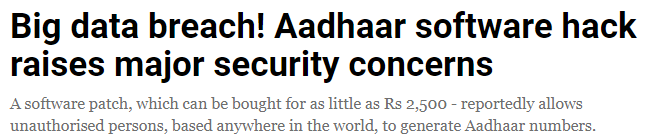 Big data breach! Aadhaar software hack
raises major security concerns
A software patch, which can be bought for as little as Rs 2,500 - reportedly allows
unauthorised persons, based anywhere in the world, to generate Aadhaar numbers.